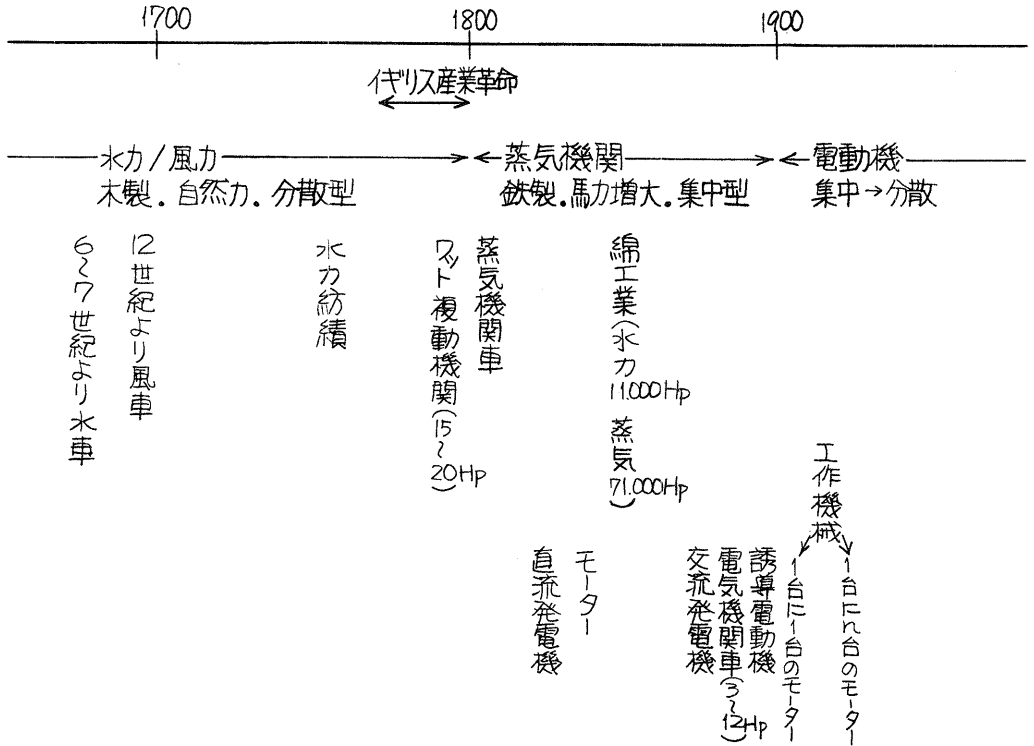 1700
1800
1900
イギリス産業革命
水力/風力
蒸気機関
電動機
木製.自然力.分散型
鉄製.馬力増大.集中型
集中→分散
6〜7世紀より水車
12世紀より風車
水力紡績
ワット複動機関(15〜20Hp)
蒸気機関車
綿工業(水力11.000Hp
蒸気71.000Hp)
直流発電機
モーター
交流発電機
電気機関車(3〜12Hp)
誘導電動機
工作機械
1台に1台のモーター
1台にn台のモーター